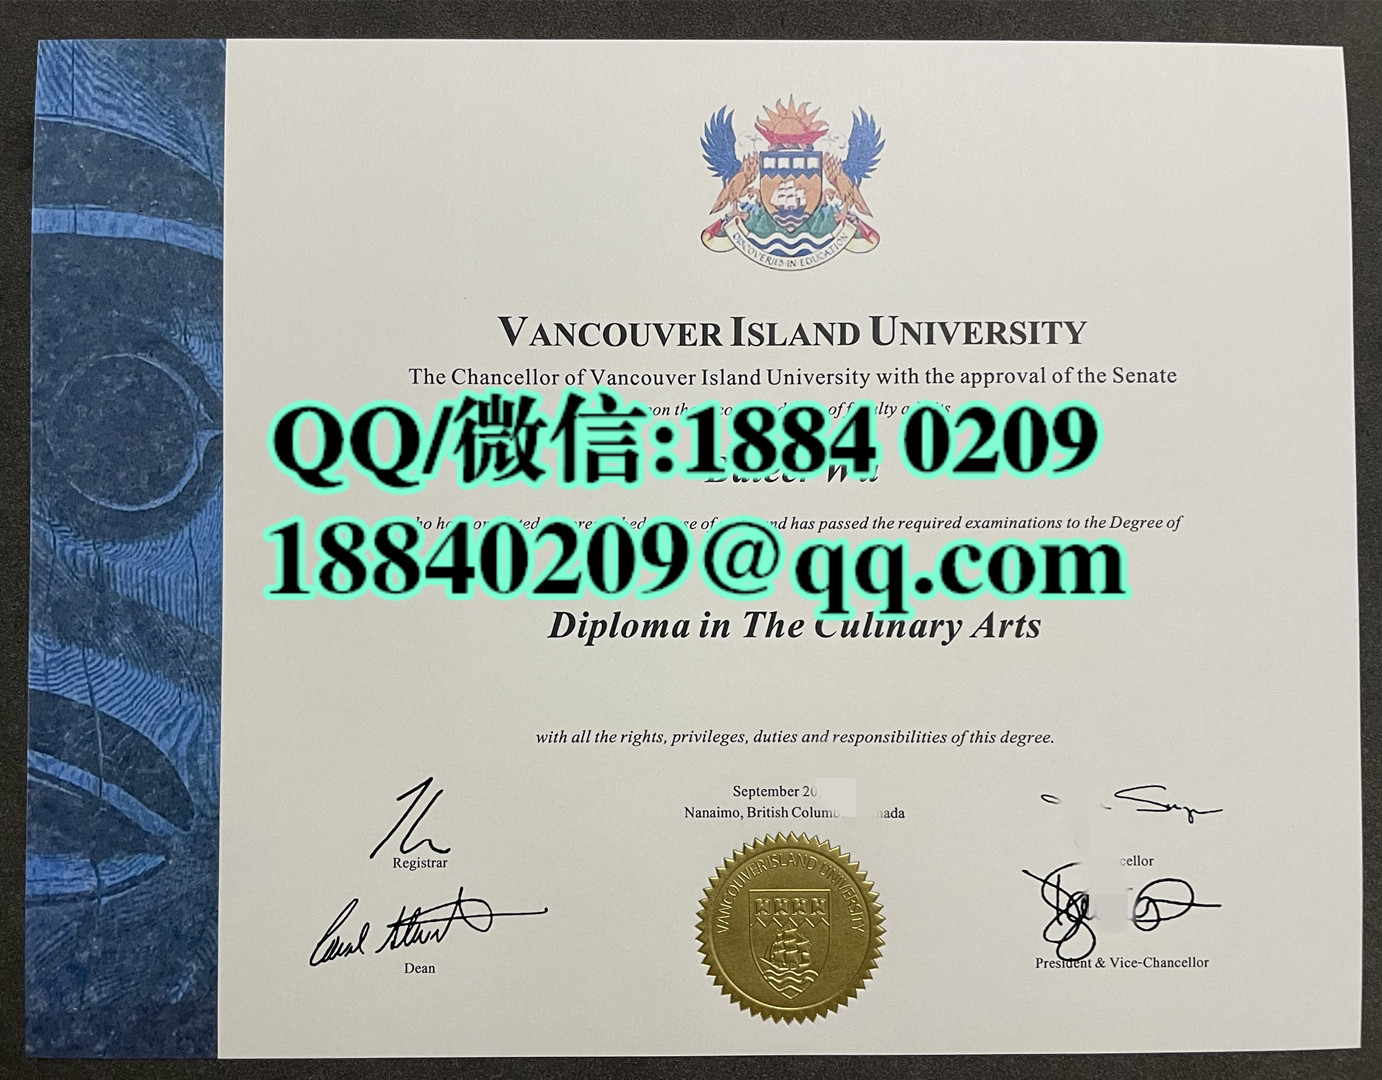 DISCOVERIES·IN·EDUCATION
VANCOUVER ISLAND UNIVERSITY
The Chancellor of Vancouver Island University with the approval of the Senate
QQ/微信:1884 0209
nd has passed the required examinations to the Degree of
18840209@qq.com
Diploma in The Culinary Arts
with all the rights, privileges, duties and responsibilities of this degree.
September 20
Nanaimo, British Colum nada
Registrar
cellor
VANCOUVER ISLAND UNIVERSITY
Dean
President & Vice-Chancellor